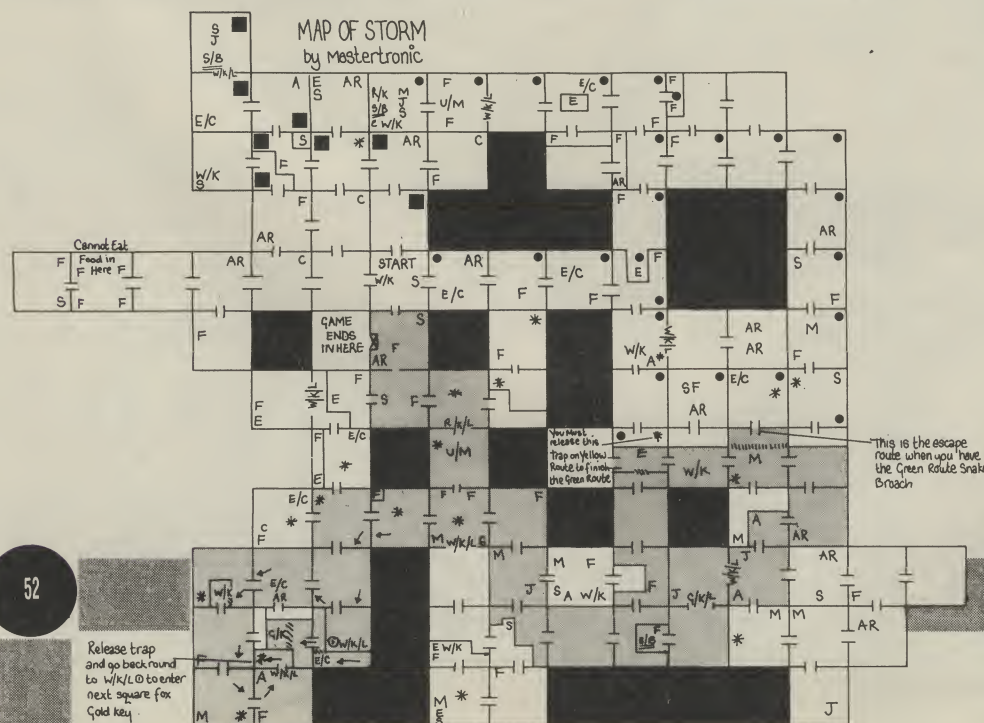 MAP OF STORM
by Mastertronic
S
J
S/B
W/K/L
A E AR R/K M F E/C F
S S/B J U/M W/K/L E F
C W/K S F F
E/C S * AR C F F
W/K F F AR
S F C F
Cannot Eat
Food in
Here
AR C START AR E/C E F AR
F F F AR W/K S E/C F F S
S F F
GAME
ENDS
IN HERE
S * AR M
F AR F W/K W/K/L AR F
A*
F W/K/L E F S F * SF E/C * * S
E AR
E/C R/K/L
F * U/M
You Must
release this
Trap on Yellow
Route to finish
the Green Route
* E M
W/K
This is the escape
route when you have
the Green Route Snake
Broach
E
E/C * F F F F *
C * * * A
F M W/K/L E M M AR
J AR
* W/K E/C M F W/K/L
S AR S A W/K F J C/K/L A M S F
C/K W/K/L S F * M AR
E W/K S/B
F E/C F
A W/K/L
M * F M * J
E S F
Release trap
and go back round
to W/K/L to enter
next square fox
Gold key.
52